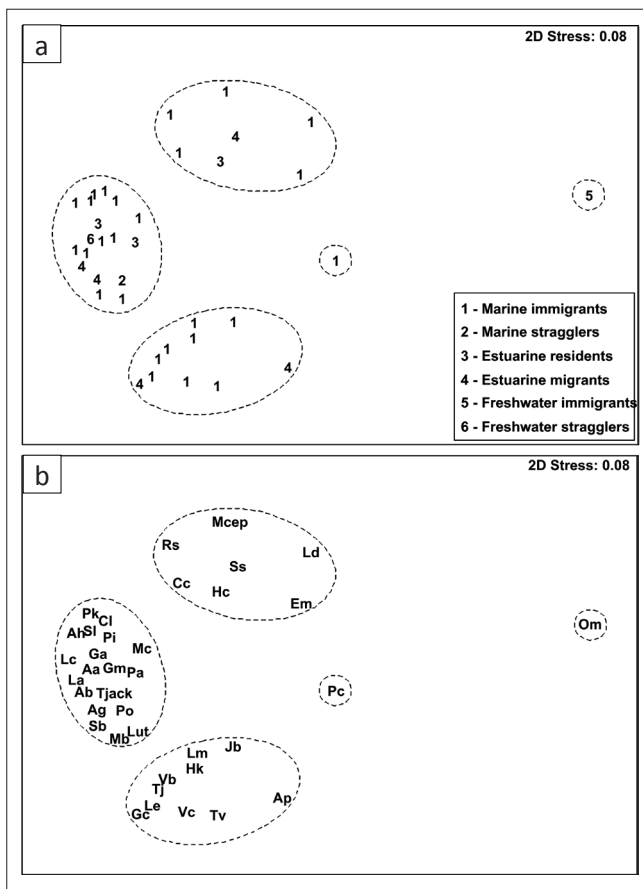 a
2D Stress: 0.08
1
1 1
4
1 3
1
5
1 1 1
1 1 1
1
3
6 1 1 3
1 1
4
4 2
1 1
1
1 1
1
1
1
1 4
4 1 1
1 - Marine immigrants
2 - Marine stragglers
3 - Estuarine residents
4 - Estuarine migrants
5 - Freshwater immigrants
6 - Freshwater stragglers
b
2D Stress: 0.08
Mcep
Rs
Ld
Ss
Cc
Hc
Em
Om
Pk
Cl
Ah Sl Pi
Mc
Lc Ga
Aa Gm Pa
La
Ab Tjack
Ag Po
Sb
Mb Lut
Pc
Jb
Lm
Hk
Vb
Tj
Ap
Le
Gc Vc Tv